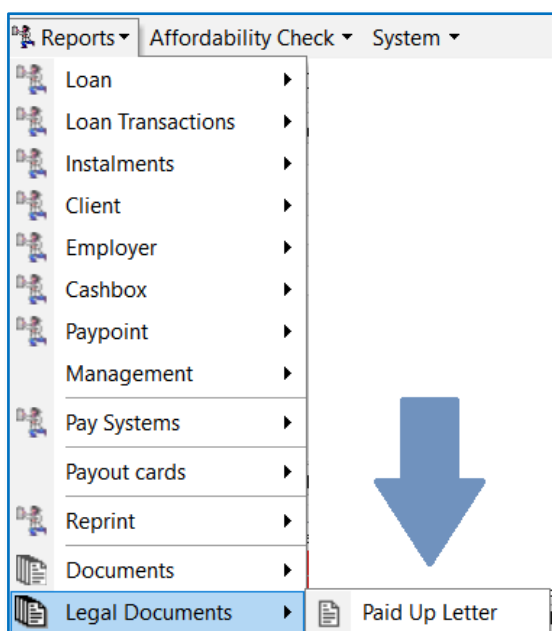 Reports Affordability Check System
Loan
Loan Transactions
Instalments
Client
Employer
Cashbox
Paypoint
Management
Pay Systems
Payout cards
Reprint
Documents
Legal Documents Paid Up Letter